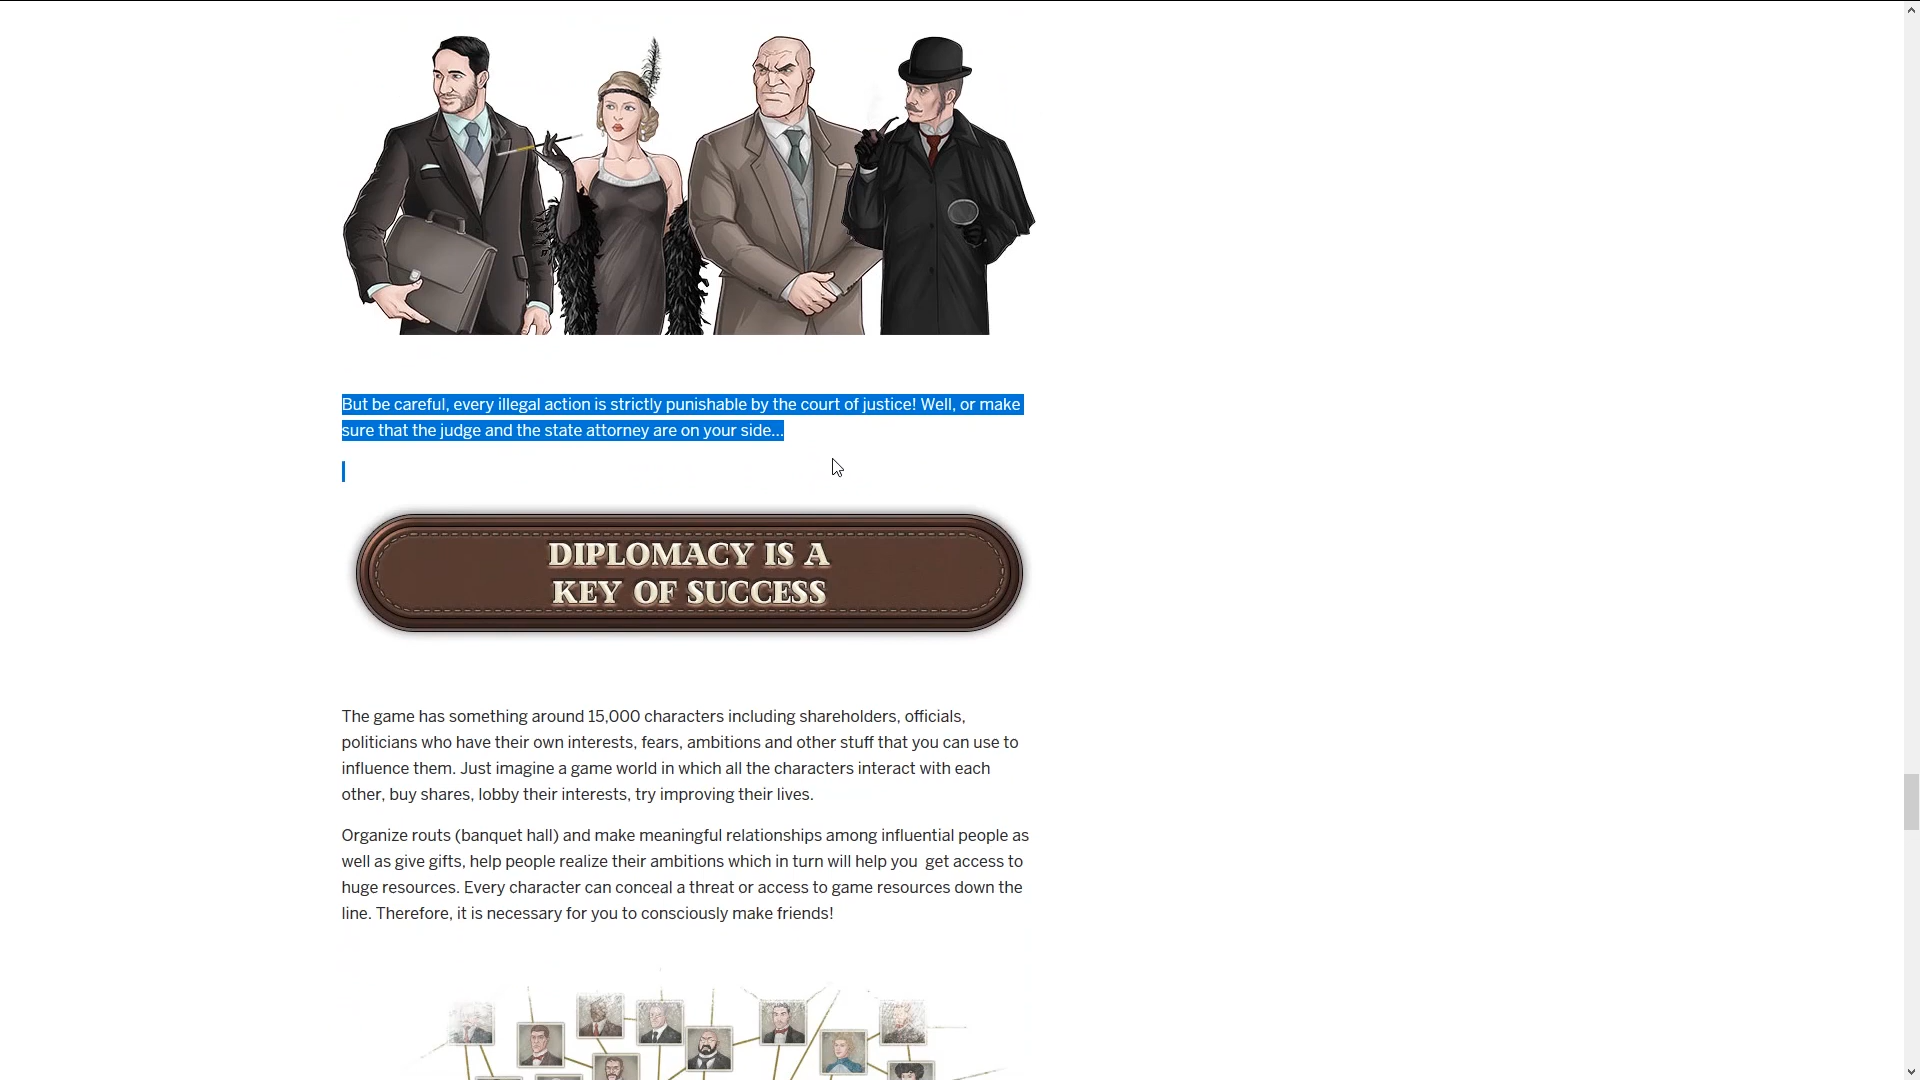 But be careful, every illegal action is strictly punishable by the court of justice! Well, or make
sure that the judge and the state attorney are on your side...
DIPLOMACY IS A
KEY OF SUCCESS
The game has something around 15,000 characters including shareholders, officials,
politicians who have their own interests, fears, ambitions and other stuff that you can use to
influence them. Just imagine a game world in which all the characters interact with each
other, buy shares, lobby their interests, try improving their lives.
Organize routs (banquet hall) and make meaningful relationships among influential people as
well as give gifts, help people realize their ambitions which in turn will help you  get access to
huge resources. Every character can conceal a threat or access to game resources down the
line. Therefore, it is necessary for you to consciously make friends!